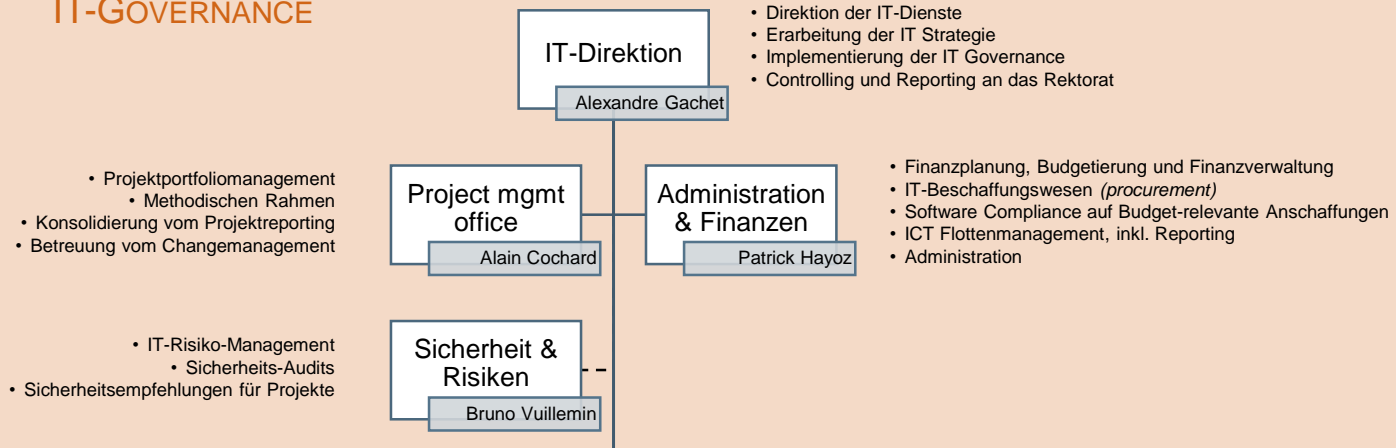 IT-GOVERNANCE
IT-Direktion
Alexandre Gachet
• Direktion der IT-Dienste
• Erarbeitung der IT Strategie
• Implementierung der IT Governance
• Controlling und Reporting an das Rektorat
• Projektportfoliomanagement
• Methodischen Rahmen
• Konsolidierung vom Projektreporting
• Betreuung vom Changemanagement
Project mgmt
office
Alain Cochard
Administration
& Finanzen
Patrick Hayoz
• Finanzplanung, Budgetierung und Finanzverwaltung
• IT-Beschaffungswesen (procurement)
• Software Compliance auf Budget-relevante Anschaffungen
• ICT Flottenmanagement, inkl. Reporting
• Administration
• IT-Risiko-Management
• Sicherheits-Audits
• Sicherheitsempfehlungen für Projekte
Sicherheit &
Risiken
Bruno Vuillemin